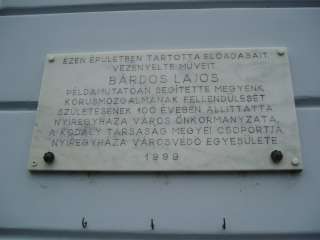 EZEN ÉPÜLETBEN TARTOTTA ELŐADÁSAIT,
VEZÉNYELTE MŰVEIT
BÁRDOS LAJOS
PÉLDAMUTATÓAN SEGÍTETTE MEGYÉNK
KÓRUSMOZGALMÁNAK FELLENDÜLÉSÉT
SZÜLETÉSÉNEK 100. ÉVÉBEN ÁLLÍTTATTA
NYÍREGYHÁZA VÁROS ÖNKORMÁNYZATA,
A KODÁLY TÁRSASÁG MEGYEI CSOPORTJA
NYÍREGYHÁZA VÁROSVÉDŐ EGYESÜLETE
1999